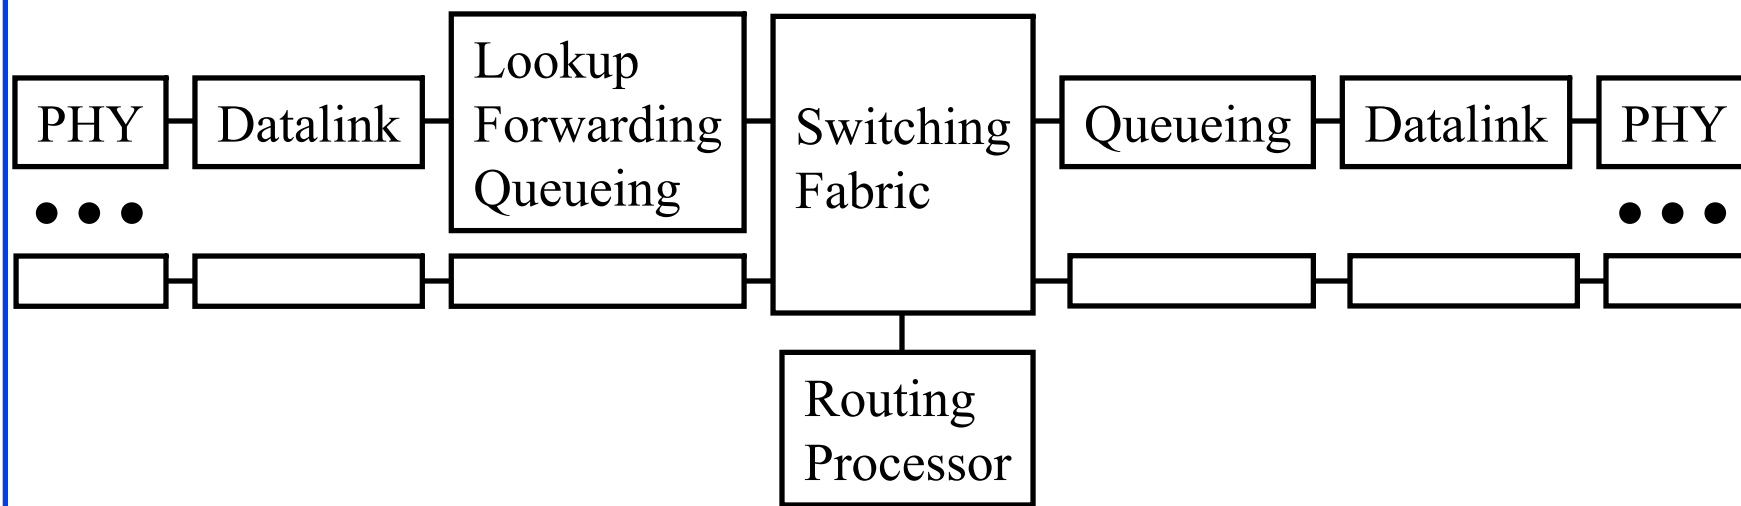 PHY
Datalink
Lookup
Forwarding
Queueing
Switching
Fabric
Queueing
Datalink
PHY
Routing
Processor